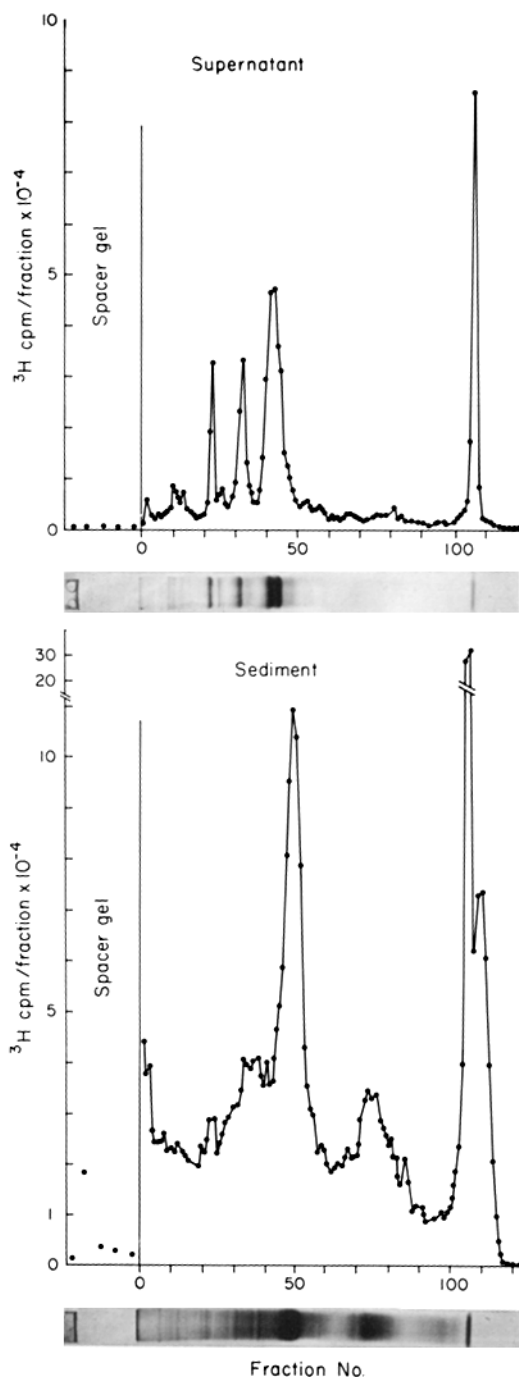 10
Supernatant
5
0
³H cpm/fraction x 10⁻⁴
Spacer gel
0 50 100
30
20
Sediment
10
5
1
0
³H cpm/fraction x 10⁻⁴
Spacer gel
0 50 100
Fraction No.